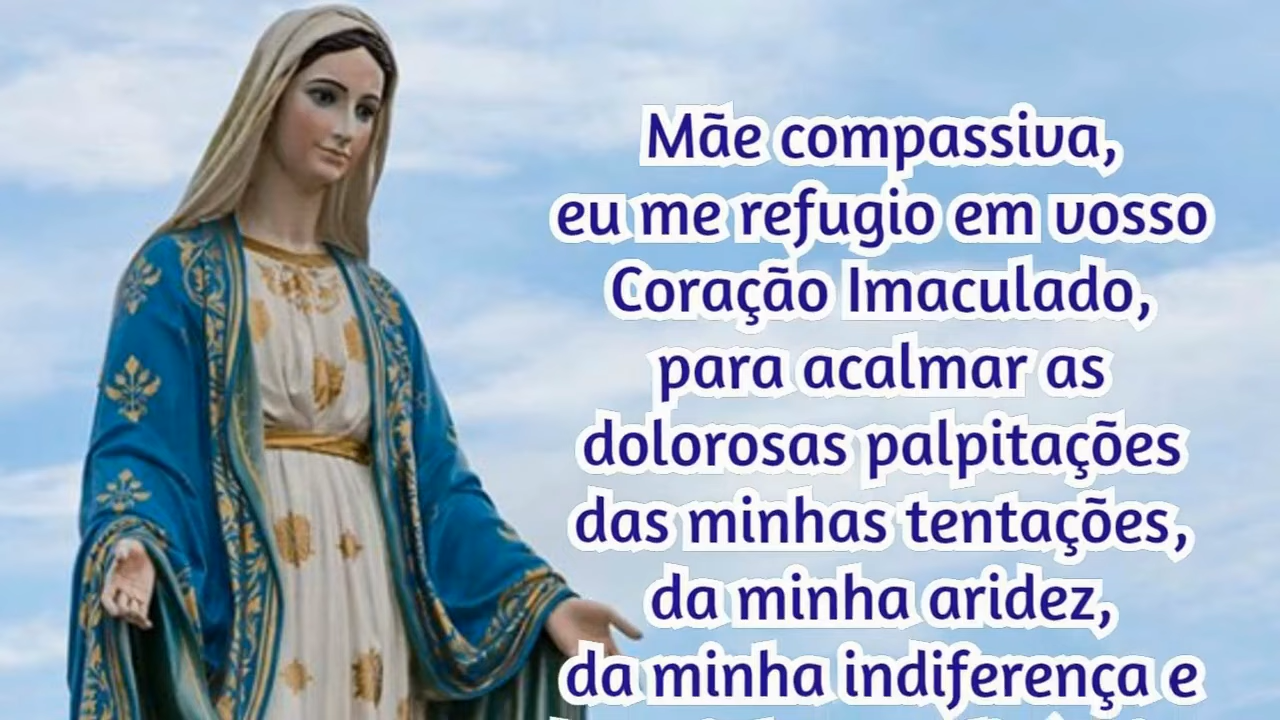 Mãe compassiva,
eu me refugio em vosso
Coração Imaculado,
para acalmar as
dolorosas palpitações
das minhas tentações,
da minha aridez,
da minha indiferença e